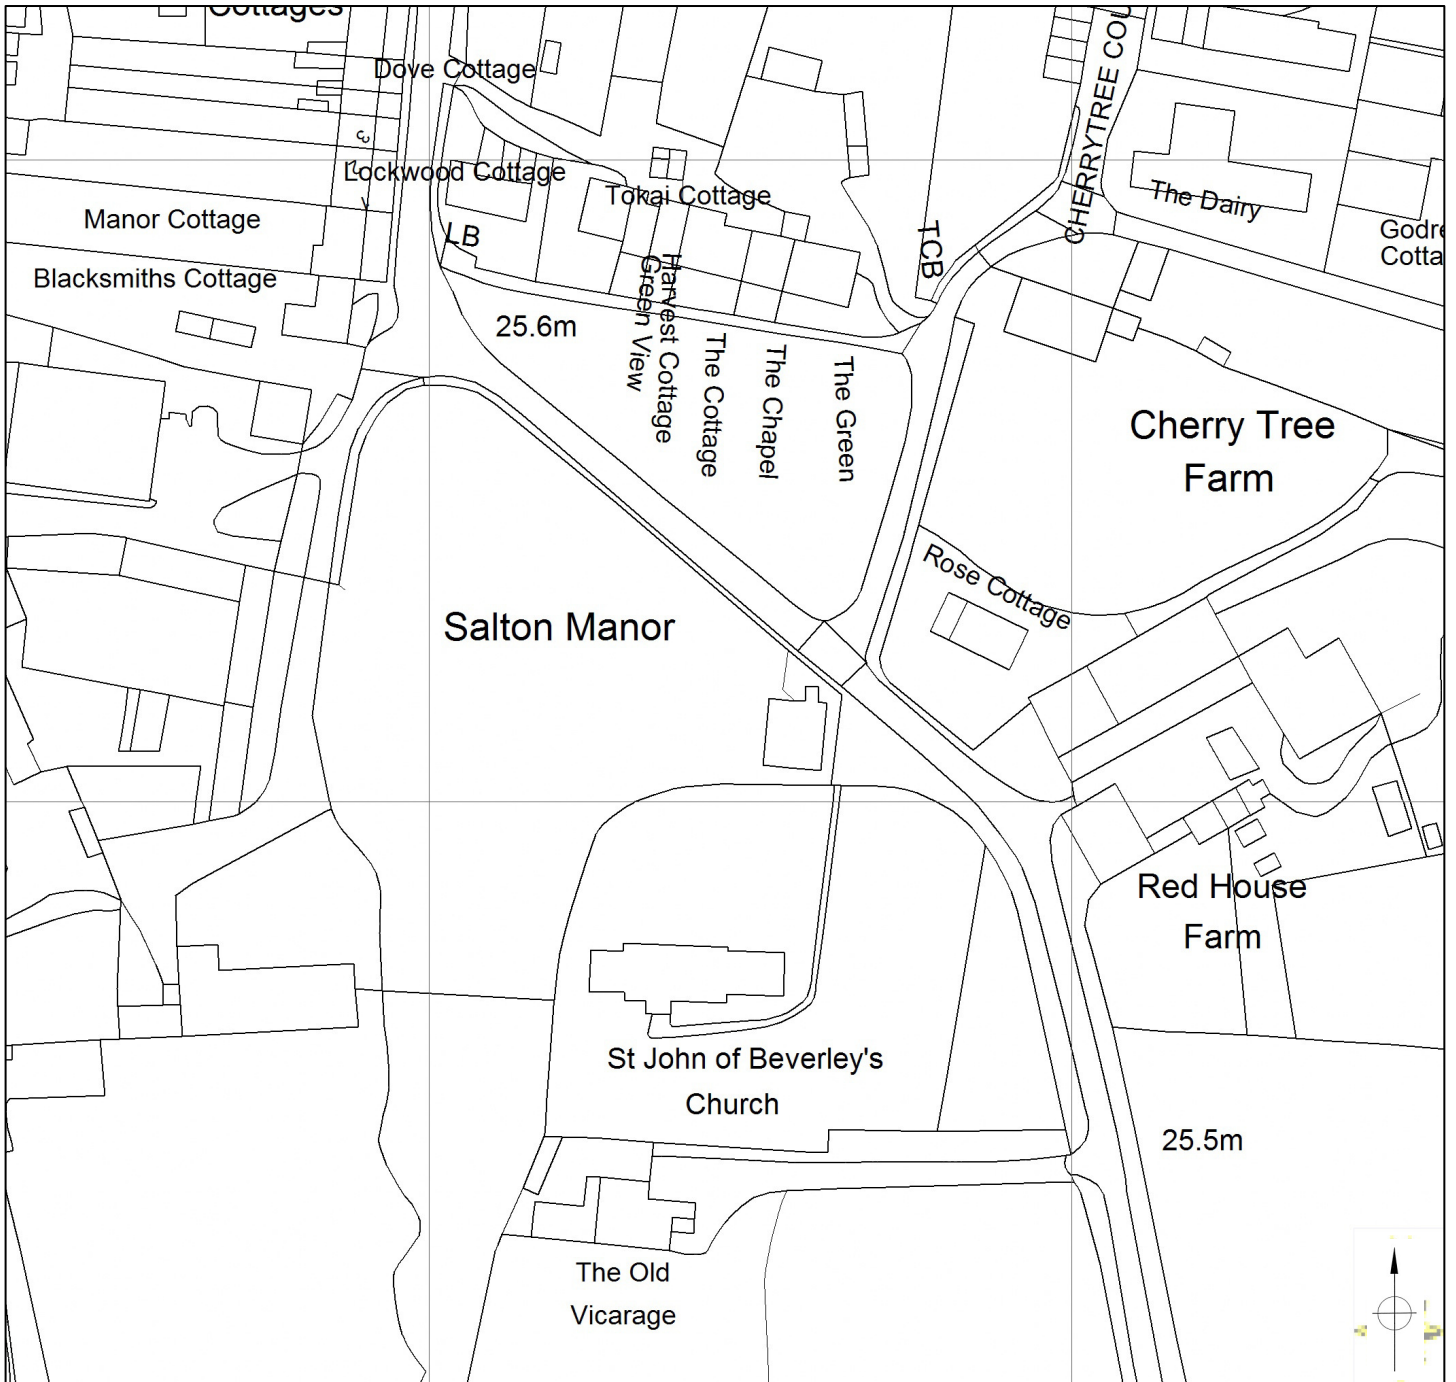 Cottages
Dove Cottage
CHERRYTREE COU
3
Lockwood Cottage
Tokai Cottage
The Dairy
Manor Cottage
LB
TCB
Godre
Cotta
Blacksmiths Cottage
25.6m
Green View
Harvest Cottage
The Cottage
The Chapel
The Green
Cherry Tree
Farm
Rose Cottage
Salton Manor
Red House
Farm
St John of Beverley's
Church
25.5m
The Old
Vicarage